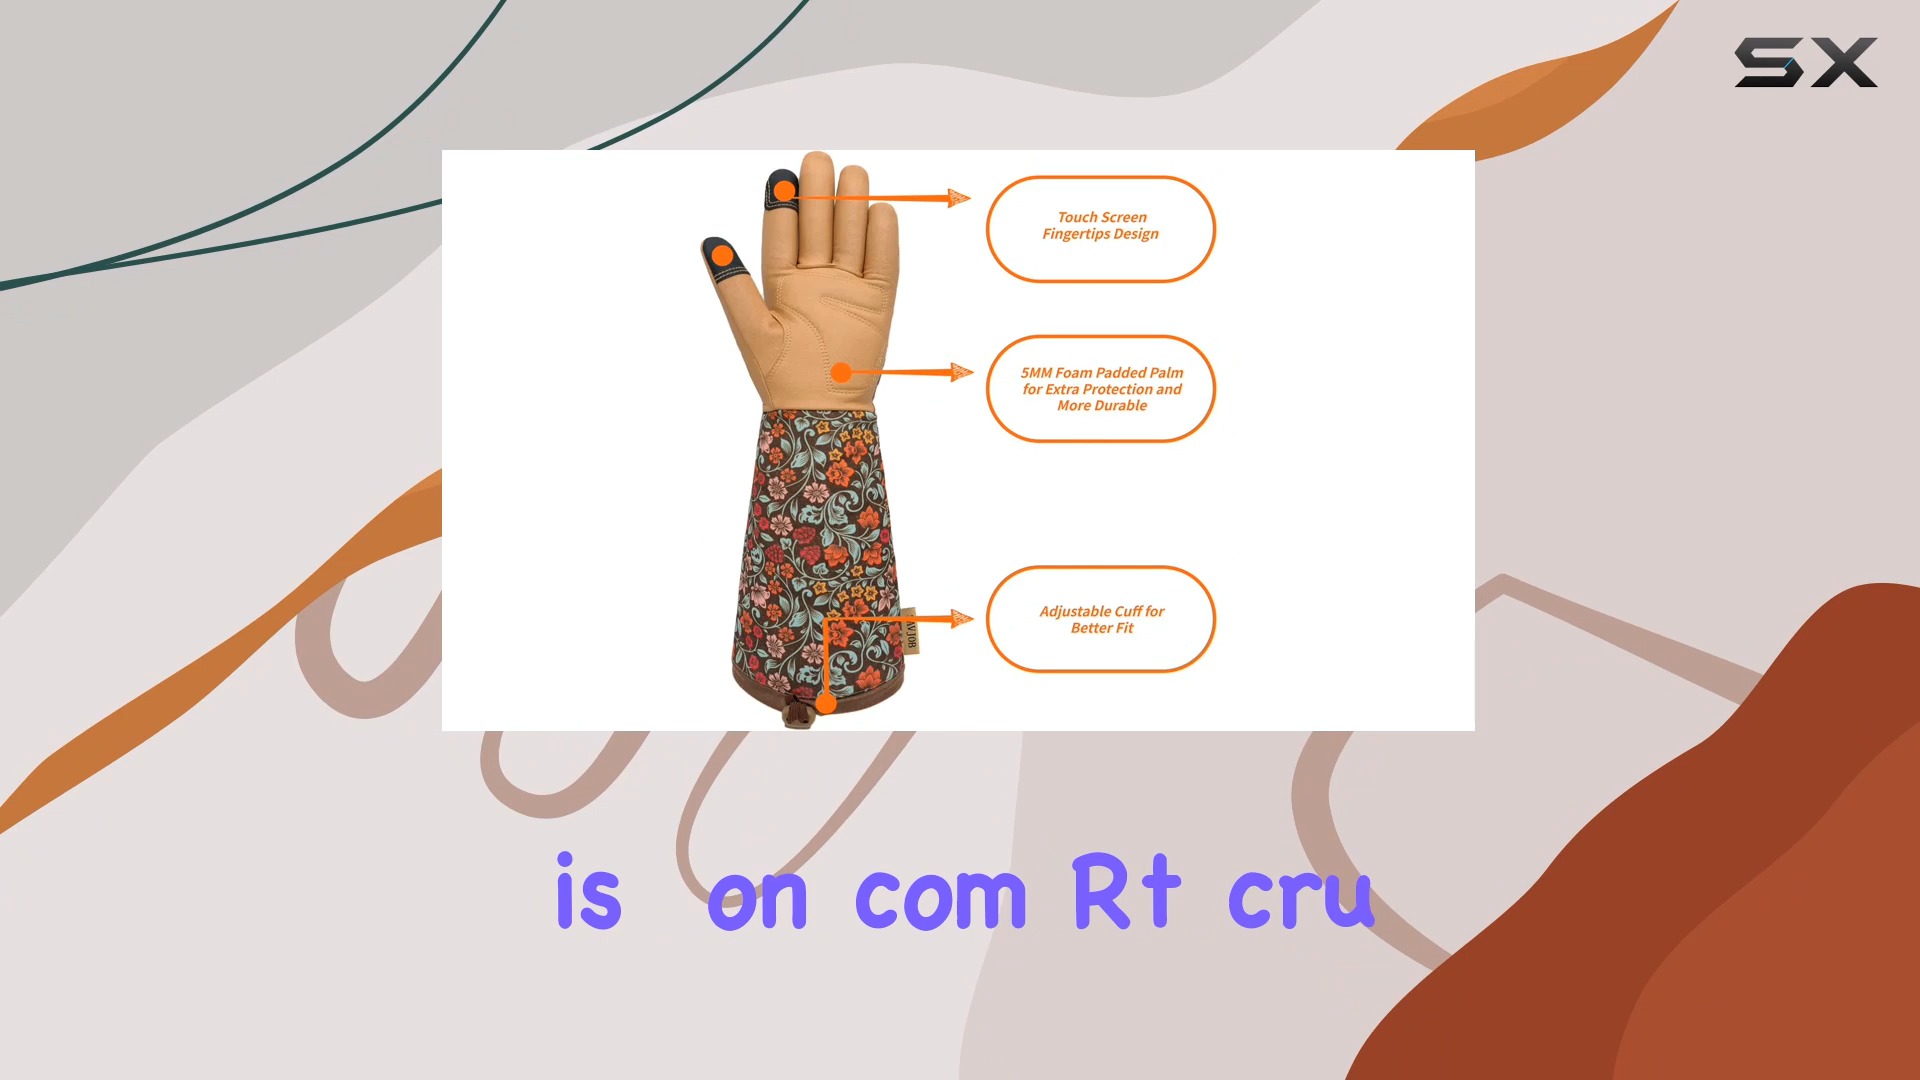 SX
Touch Screen
Fingertips Design
5MM Foam Padded Palm
for Extra Protection and
More Durable
Adjustable Cuff for
Better Fit
is on com Rt cru